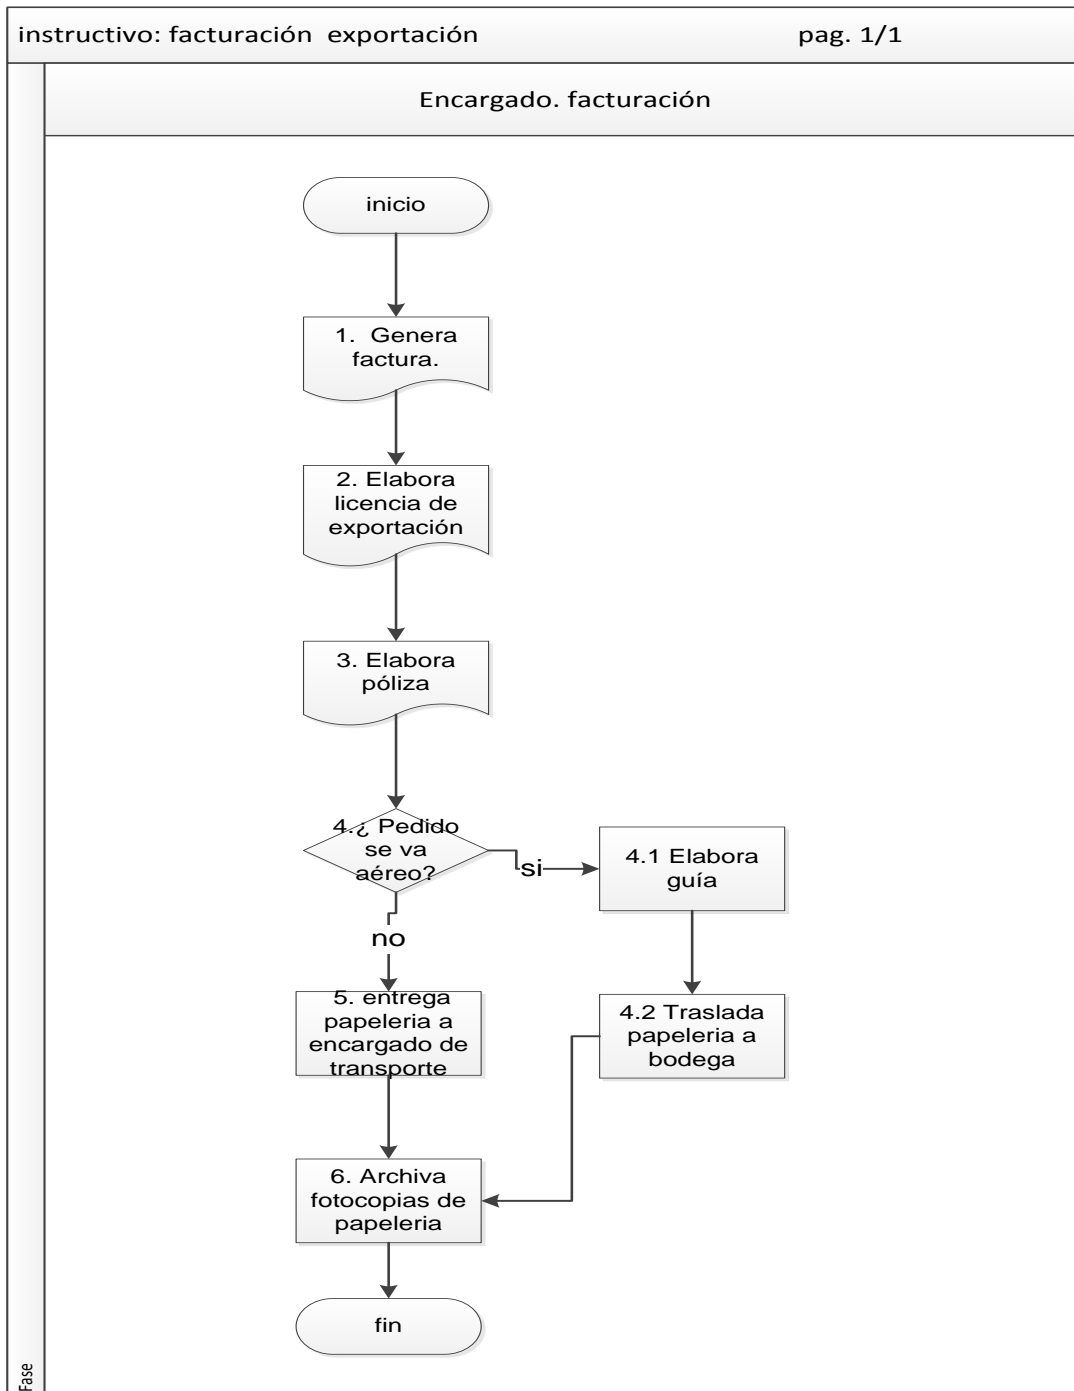 instructivo: facturación  exportación pag. 1/1
Encargado. facturación
inicio
1.  Genera
factura.
2. Elabora
licencia de
exportación
3. Elabora
póliza
4.¿ Pedido
se va
aéreo?
si
4.1 Elabora
guía
no
5. entrega
papeleria a
encargado de
transporte
4.2 Traslada
papeleria a
bodega
6. Archiva
fotocopias de
papeleria
fin
Fase